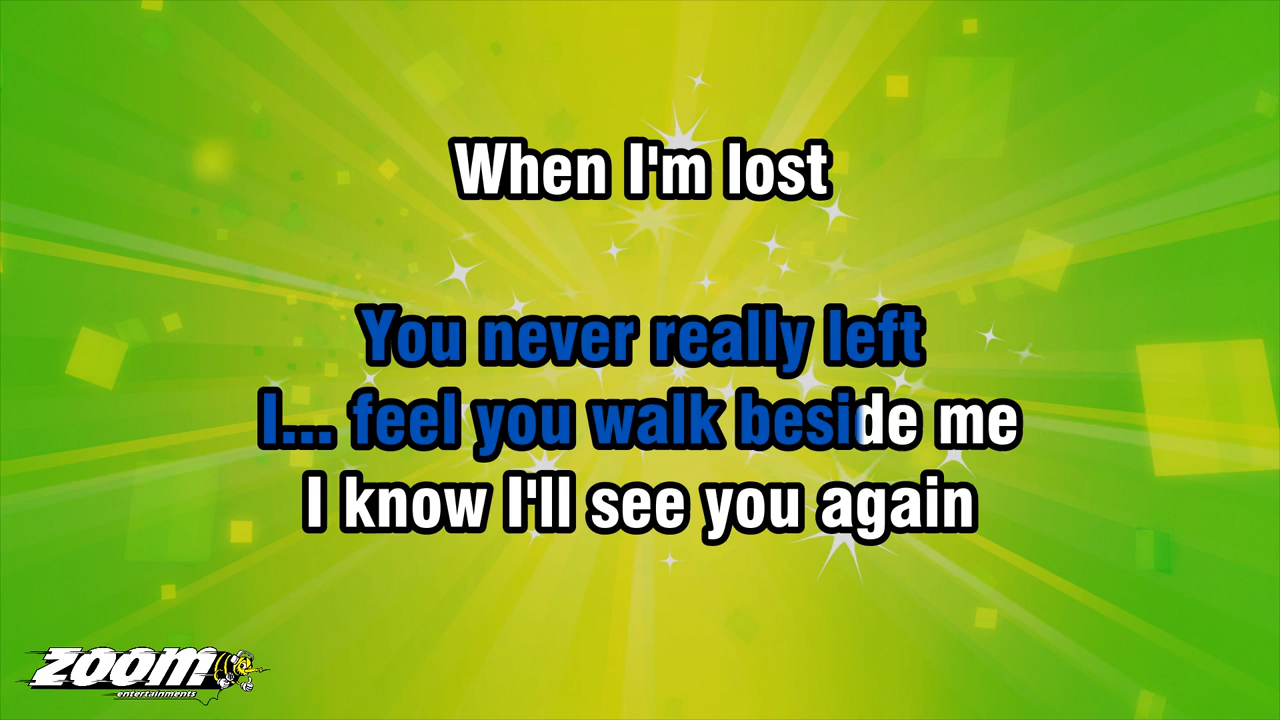 When I'm lost
You never really left
I... feel you walk beside me
I know I'll see you again
zoom
entertainments